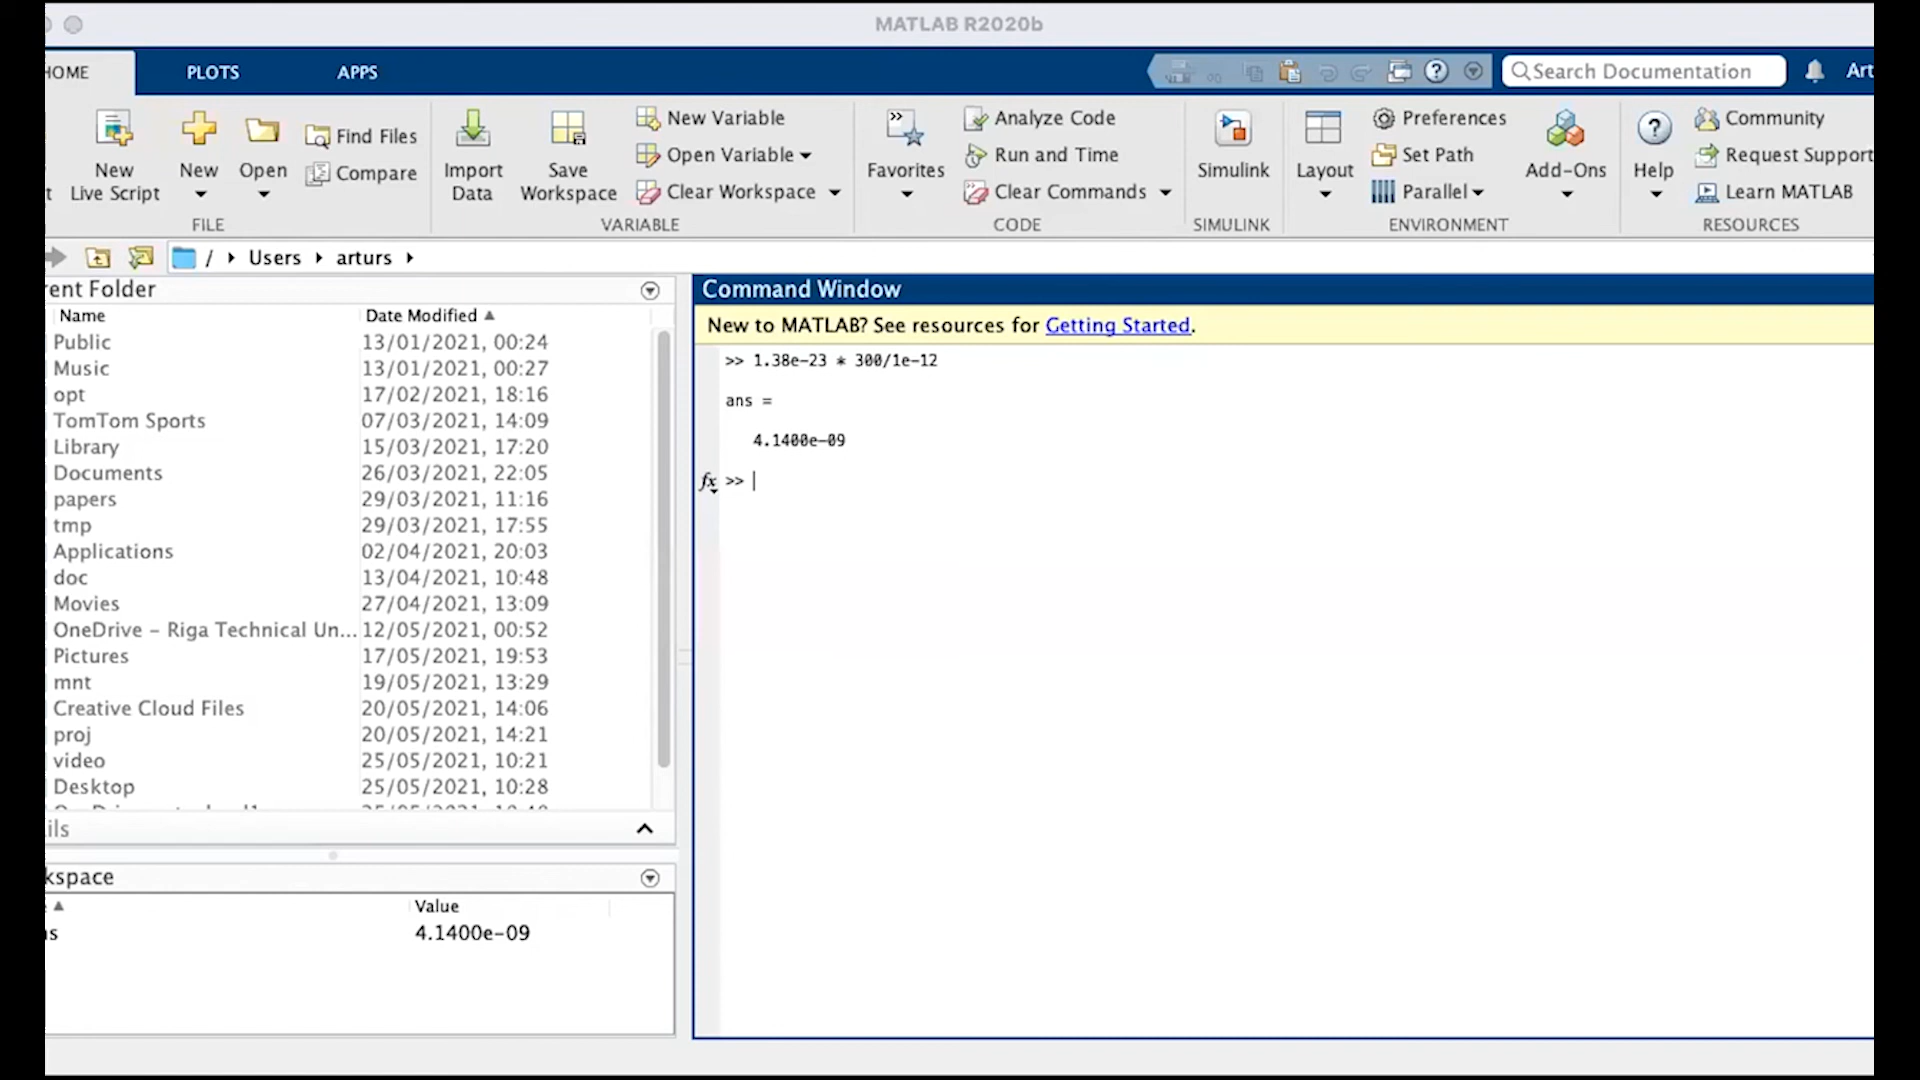 MATLAB R2020b
HOME
PLOTS
APPS
Search Documentation
Art
New
Live Script
New
Open
Find Files
Compare
FILE
Import
Data
Save
Workspace
New Variable
Open Variable
Clear Workspace
VARIABLE
Favorites
Analyze Code
Run and Time
Clear Commands
CODE
Simulink
SIMULINK
Layout
Preferences
Set Path
Parallel
Add-Ons
ENVIRONMENT
Help
Community
Request Support
Learn MATLAB
RESOURCES
/ Users arturs
rent Folder
Name Date Modified
Public 13/01/2021, 00:24
Music 13/01/2021, 00:27
opt 17/02/2021, 18:16
TomTom Sports 07/03/2021, 14:09
Library 15/03/2021, 17:20
Documents 26/03/2021, 22:05
papers 29/03/2021, 11:16
tmp 29/03/2021, 17:55
Applications 02/04/2021, 20:03
doc 13/04/2021, 10:48
Movies 27/04/2021, 13:09
OneDrive – Riga Technical Un... 12/05/2021, 00:52
Pictures 17/05/2021, 19:53
mnt 19/05/2021, 13:29
Creative Cloud Files 20/05/2021, 14:06
proj 20/05/2021, 14:21
video 25/05/2021, 10:21
Desktop 25/05/2021, 10:28
ils
kspace
Value
ns 4.1400e-09
Command Window
New to MATLAB? See resources for Getting Started.
>> 1.38e-23 * 300/1e-12
ans =
4.1400e-09
fx >>